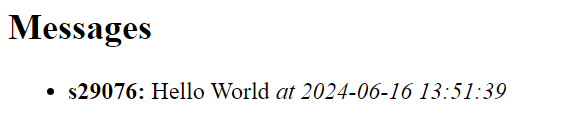 Messages
• s29076: Hello World at 2024-06-16 13:51:39